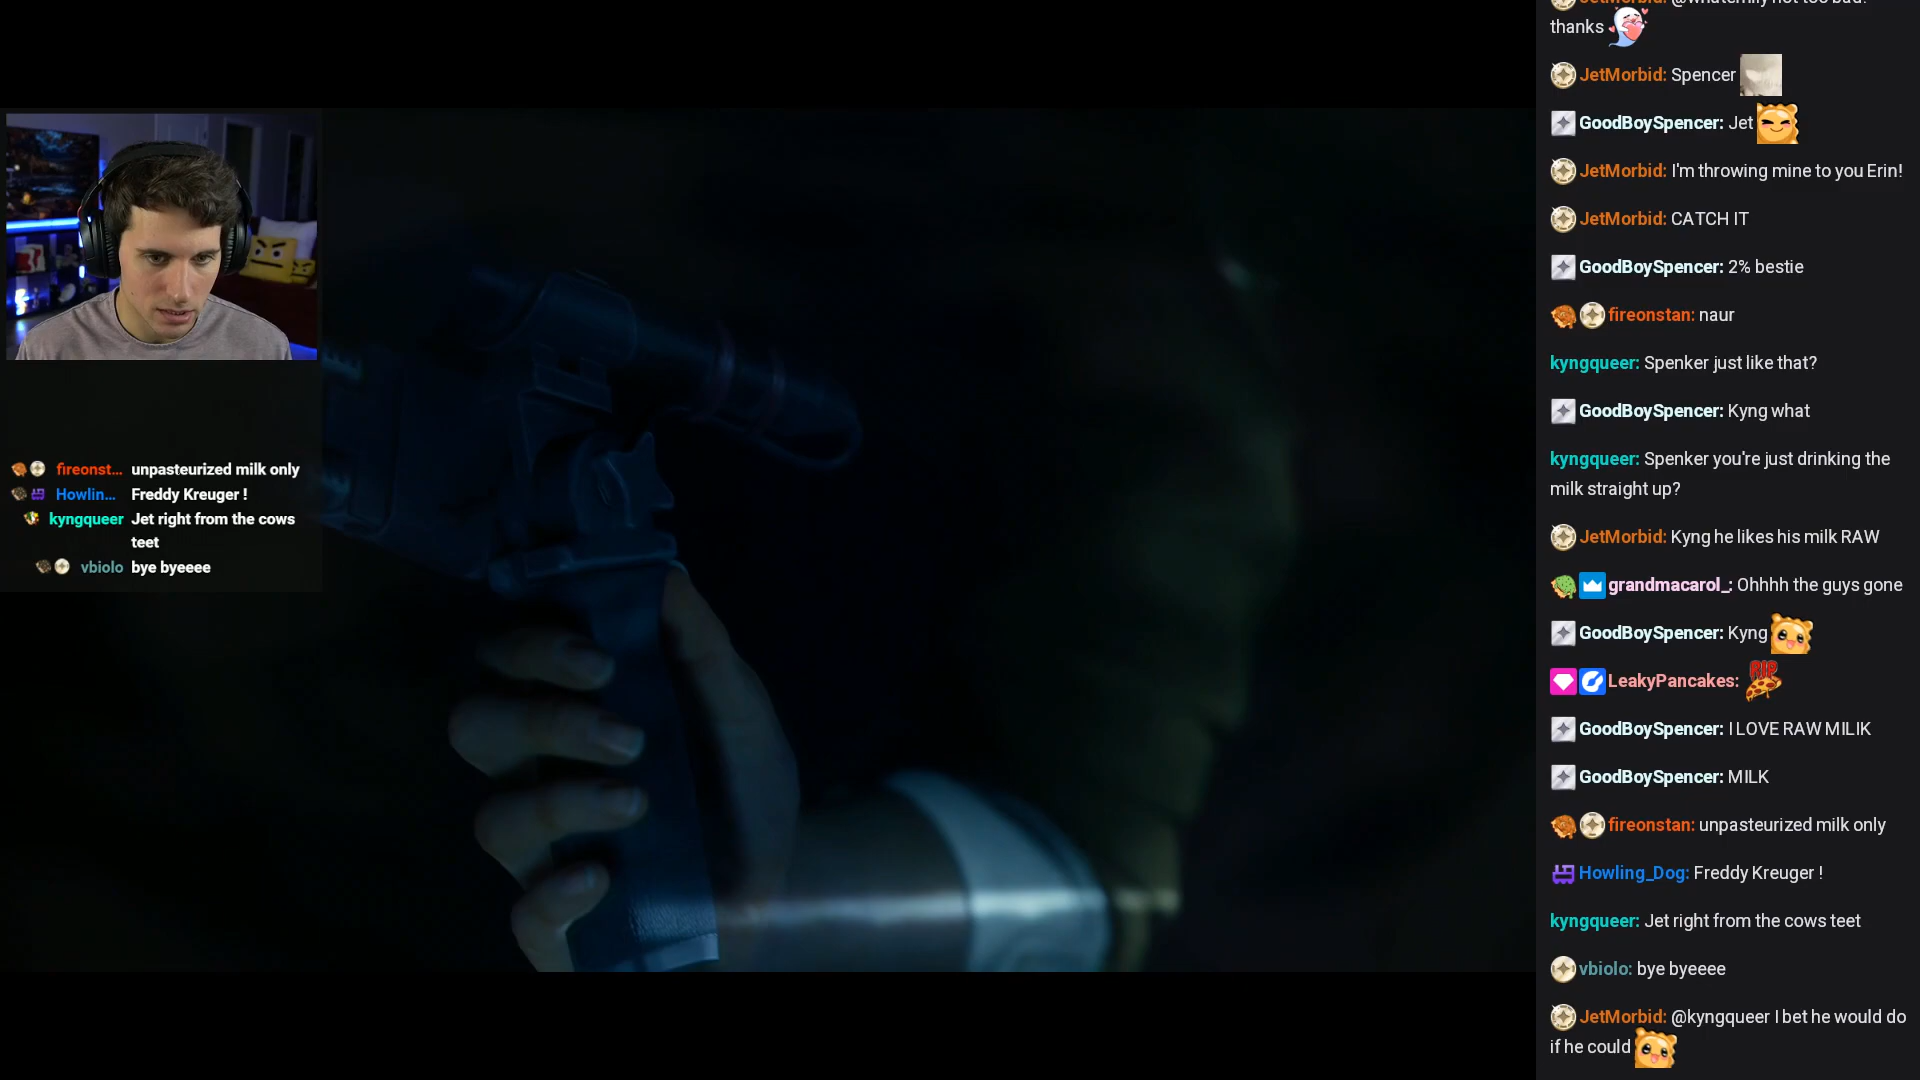 fireonst... unpasteurized milk only
Howlin... Freddy Kreuger !
kyngqueer Jet right from the cows
teet
vbiolo bye byeeee
thanks
JetMorbid: Spencer
GoodBoySpencer: Jet
JetMorbid: I'm throwing mine to you Erin!
JetMorbid: CATCH IT
GoodBoySpencer: 2% bestie
fireonstan: naur
kyngqueer: Spenker just like that?
GoodBoySpencer: Kyng what
kyngqueer: Spenker you're just drinking the
milk straight up?
JetMorbid: Kyng he likes his milk RAW
grandmacarol_: Ohhhh the guys gone
GoodBoySpencer: Kyng
LeakyPancakes: RIP
GoodBoySpencer: I LOVE RAW MILIK
GoodBoySpencer: MILK
fireonstan: unpasteurized milk only
Howling_Dog: Freddy Kreuger !
kyngqueer: Jet right from the cows teet
vbiolo: bye byeeee
JetMorbid: @kyngqueer I bet he would do
if he could